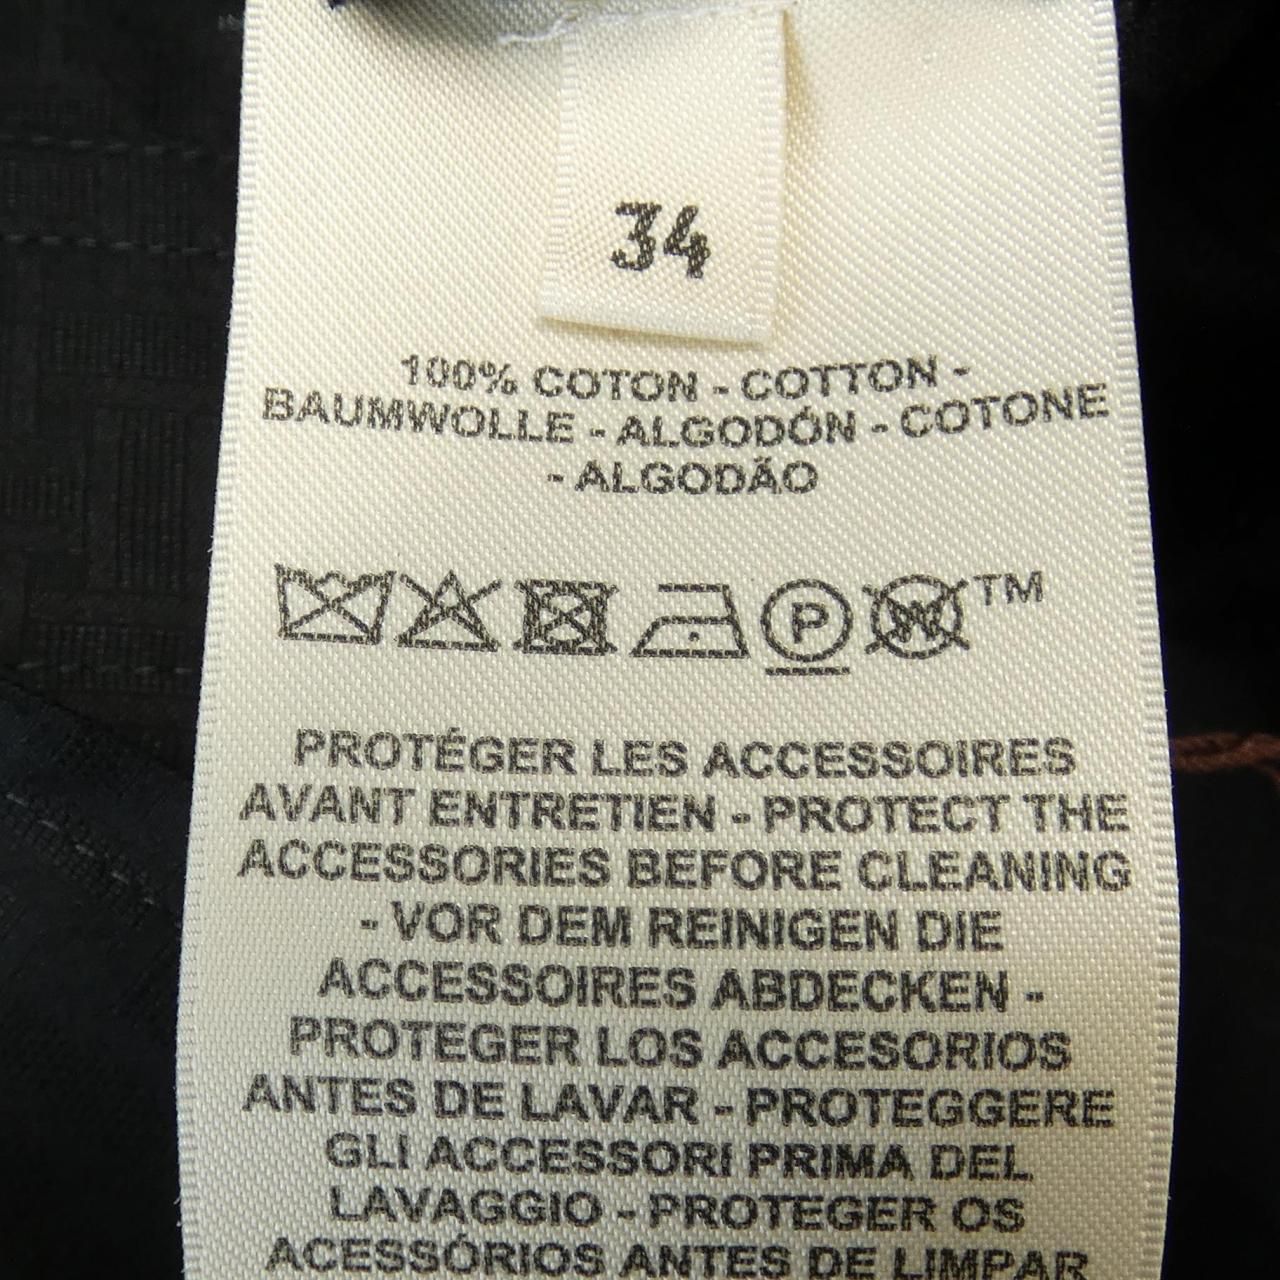 34
100% COTON - COTTON -
BAUMWOLLE - ALGODÓN - COTONE
- ALGODÃO
P W TM
PROTÉGER LES ACCESSOIRES
AVANT ENTRETIEN - PROTECT THE
ACCESSORIES BEFORE CLEANING
- VOR DEM REINIGEN DIE
ACCESSOIRES ABDECKEN -
PROTEGER LOS ACCESORIOS
ANTES DE LAVAR - PROTEGGERE
GLI ACCESSORI PRIMA DEL
LAVAGGIO - PROTEGER OS
ACESSÓRIOS ANTES DE LIMPAR